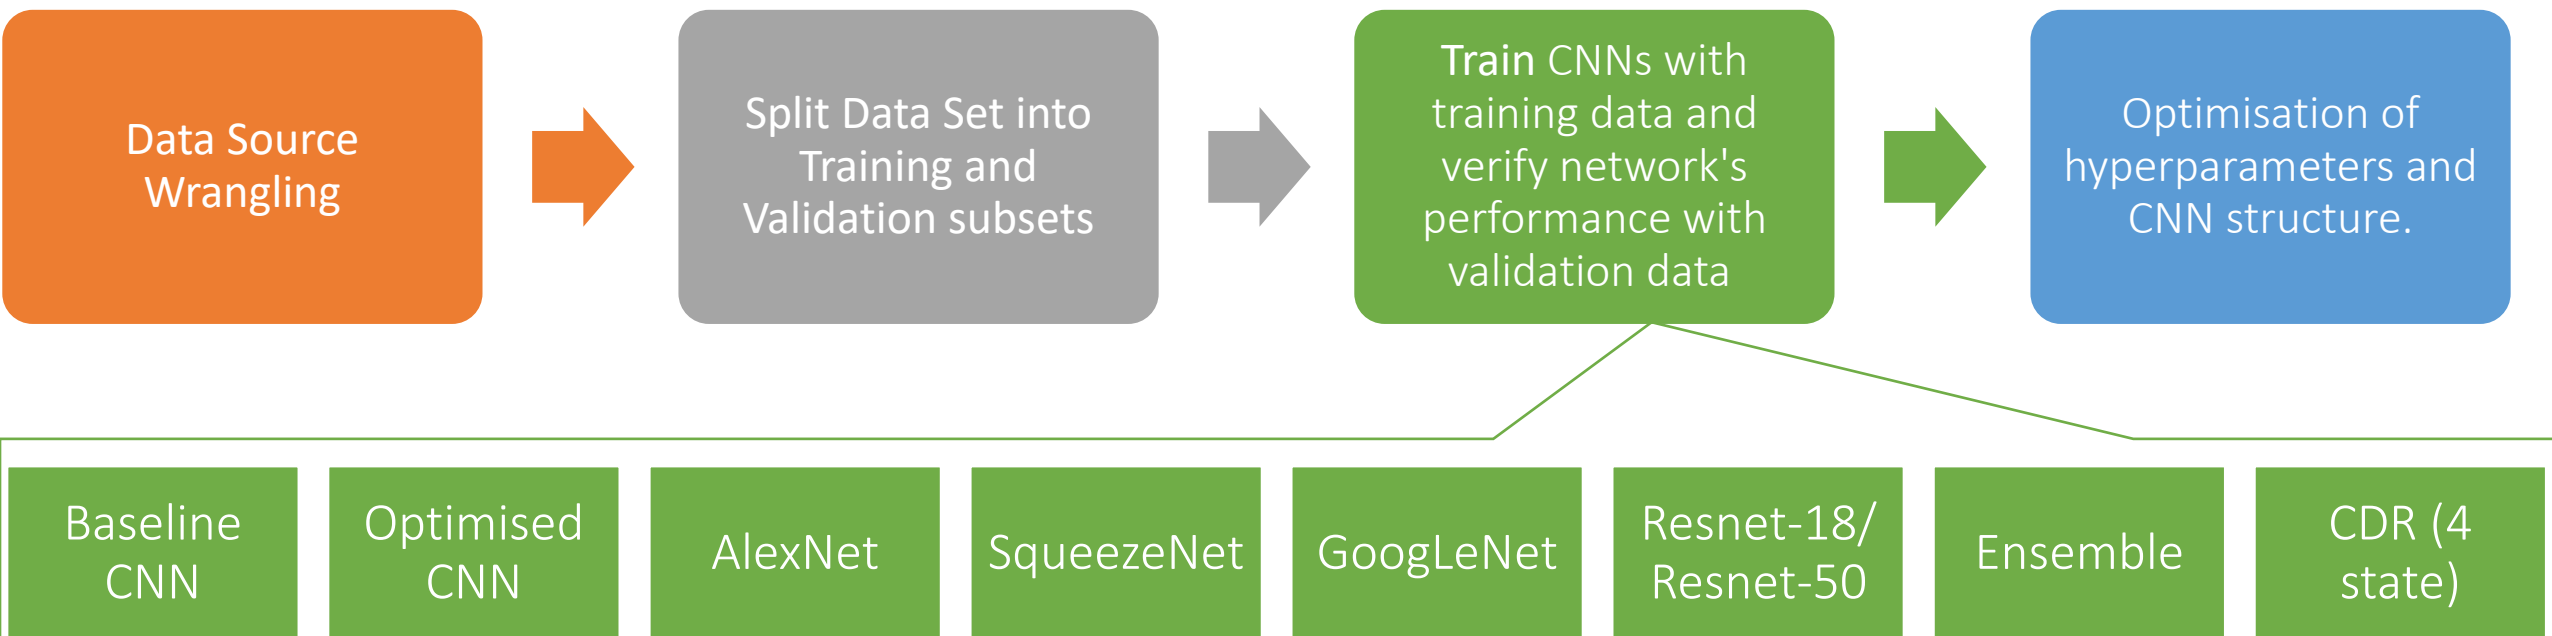 Data Source
Wrangling
Split Data Set into
Training and
Validation subsets
Train CNNs with
training data and
verify network's
performance with
validation data
Optimisation of
hyperparameters and
CNN structure.
Baseline
CNN
Optimised
CNN
AlexNet
SqueezeNet
GoogLeNet
Resnet-18/
Resnet-50
Ensemble
CDR (4
state)